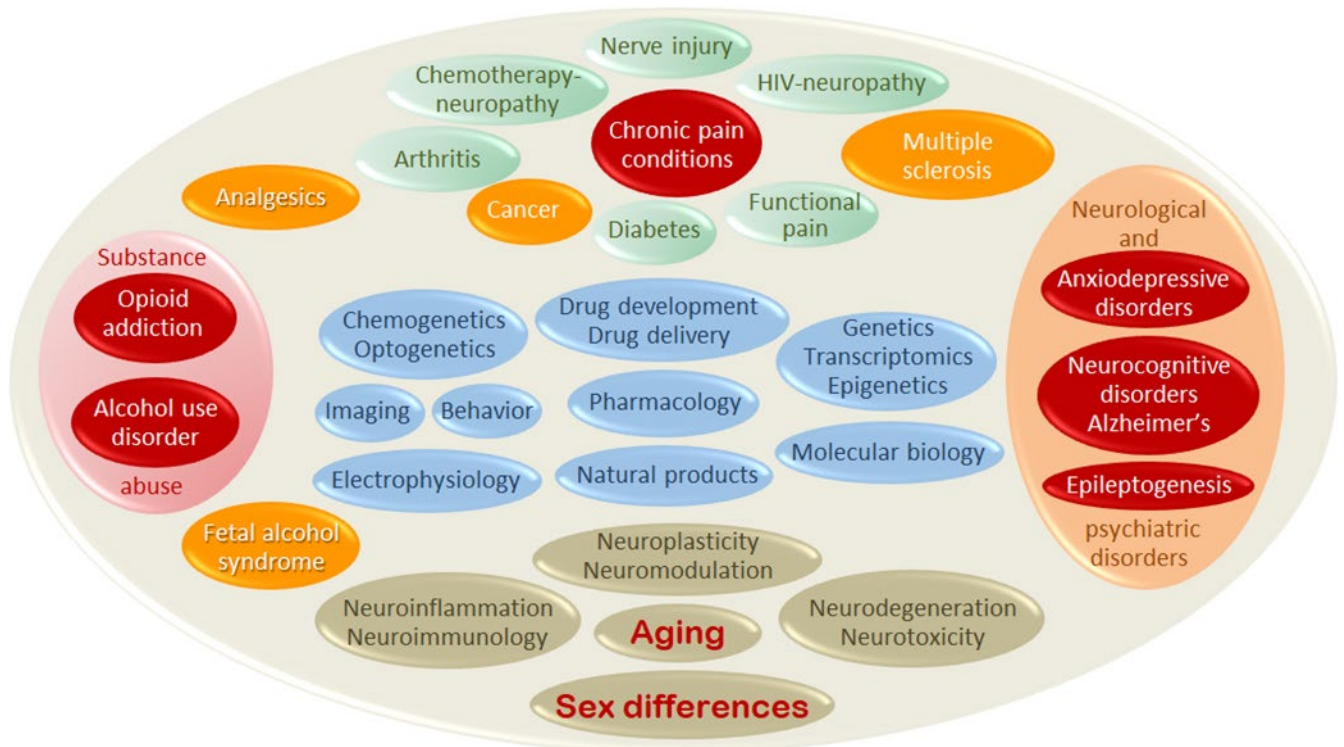 Nerve injury
Chemotherapy-
neuropathy
HIV-neuropathy
Chronic pain
conditions
Multiple
sclerosis
Arthritis
Analgesics
Cancer
Diabetes
Functional
pain
Substance
Opioid
addiction
Alcohol use
disorder
abuse
Fetal alcohol
syndrome
Chemogenetics
Optogenetics
Drug development
Drug delivery
Genetics
Transcriptomics
Epigenetics
Imaging
Behavior
Pharmacology
Molecular biology
Electrophysiology
Natural products
Neurological
and
Anxiodepressive
disorders
Neurocognitive
disorders
Alzheimer’s
Epileptogenesis
psychiatric
disorders
Neuroplasticity
Neuromodulation
Neuroinflammation
Neuroimmunology
Aging
Neurodegeneration
Neurotoxicity
Sex differences